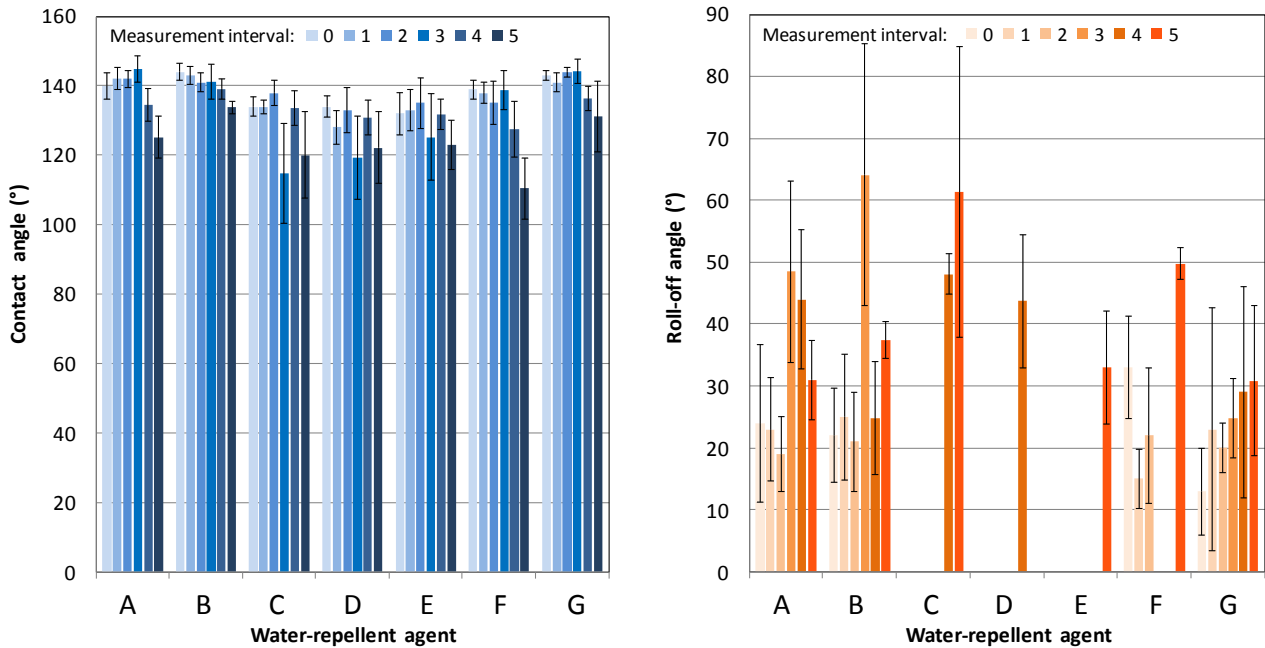 Measurement interval: 0 1 2 3 4 5
160
140
120
100
80
60
40
20
0
Contact angle (°)
A B C D E F G
Water-repellent agent
Measurement interval: 0 1 2 3 4 5
90
80
70
60
50
40
30
20
10
0
Roll-off angle (°)
A B C D E F G
Water-repellent agent